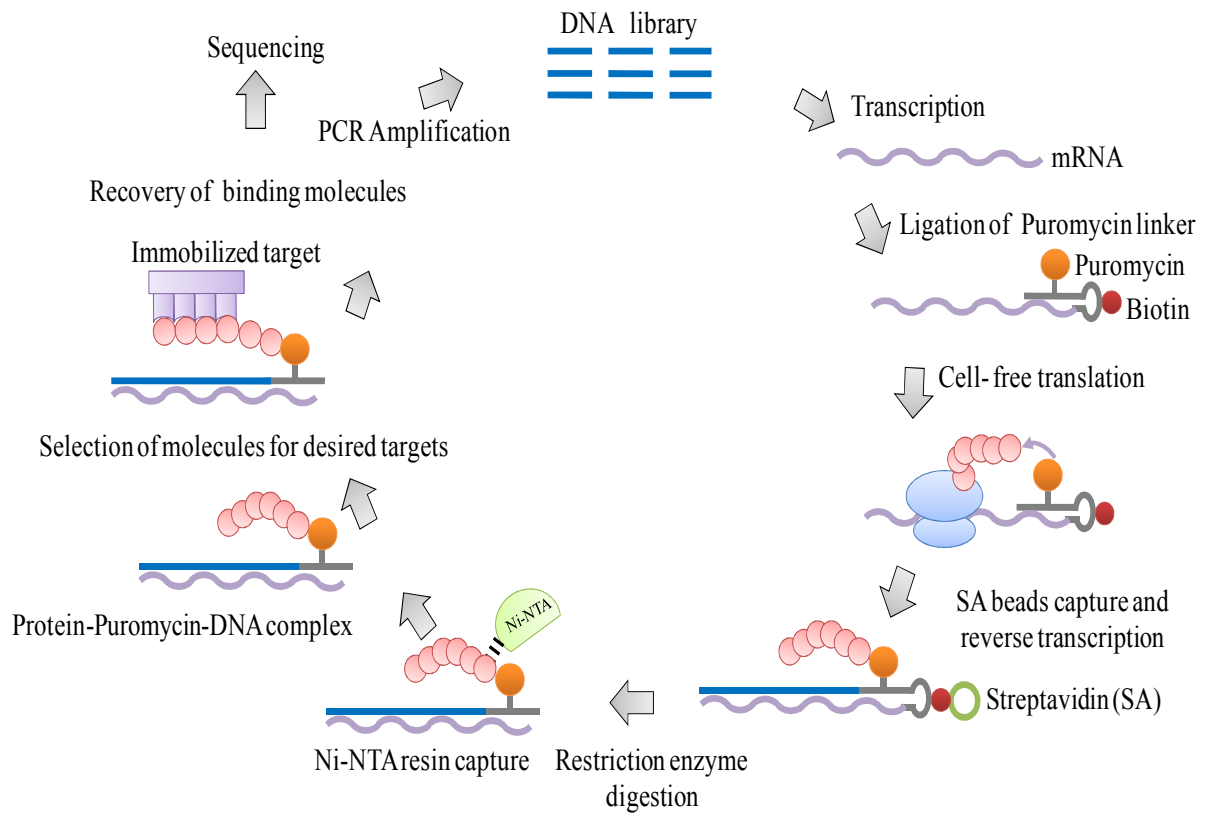 DNA library
Transcription
mRNA
Ligation of Puromycin linker
Puromycin
Biotin
Cell-free translation
SA beads capture and
reverse transcription
Streptavidin (SA)
Restriction enzyme
digestion
Ni-NTA
Ni-NTA resin capture
Protein-Puromycin-DNA complex
Selection of molecules for desired targets
Immobilized target
Recovery of binding molecules
PCR Amplification
Sequencing